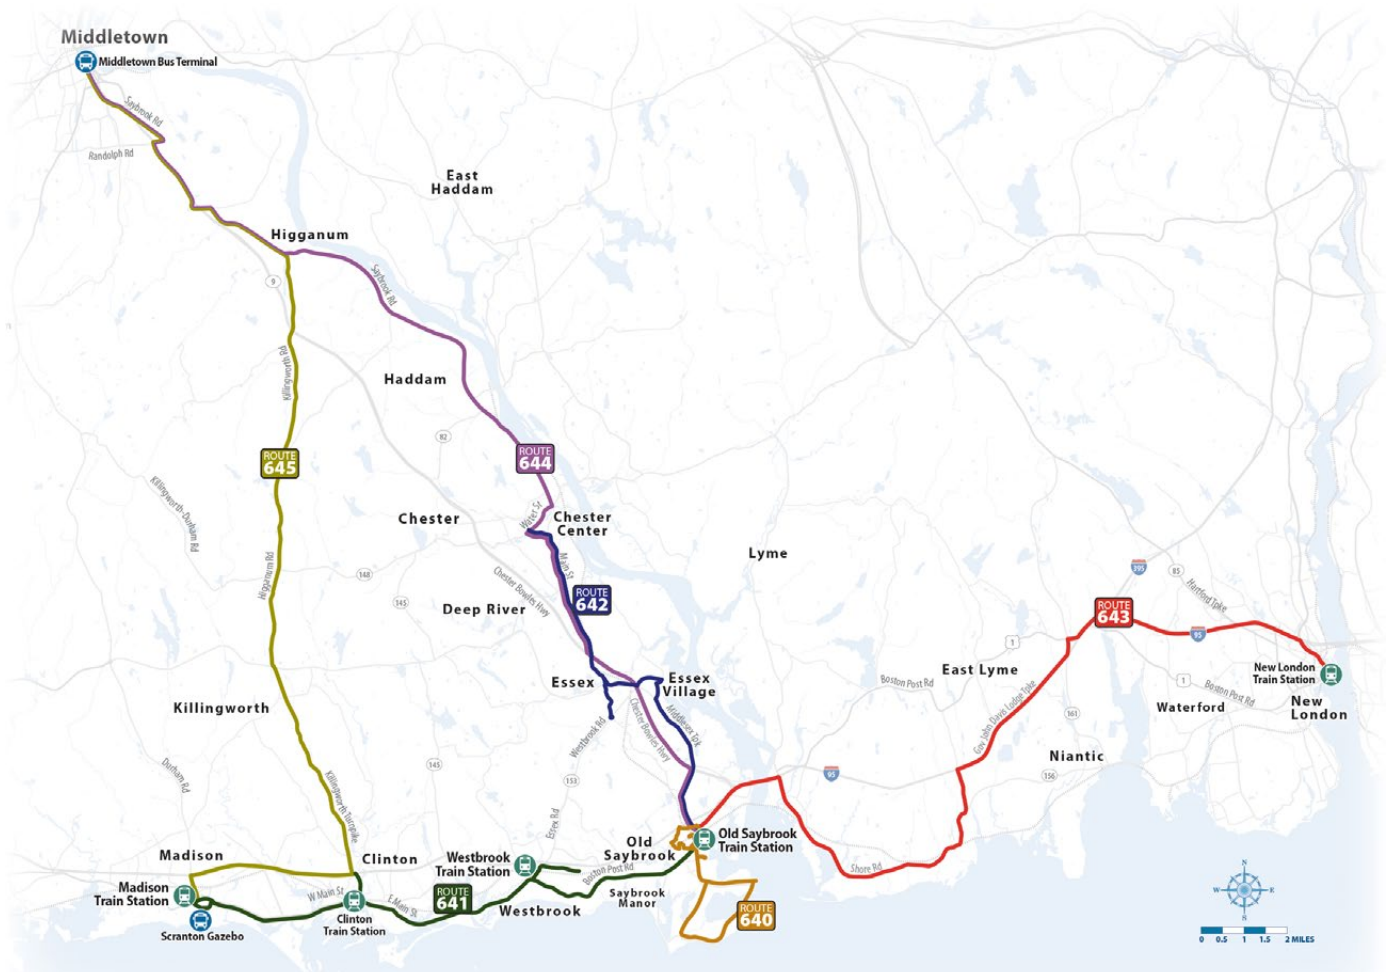 Middletown
Middletown Bus Terminal
Saybrook Rd
Randolph Rd
East
Haddam
Higganum
Saybrook Rd
9
Killingworth Rd
Haddam
82
ROUTE
645
ROUTE
644
Killingworth-Durham Rd
Chester
Water St
Chester
Center
Main St
Lyme
Higganum Rd
148
Chester Bowles Hwy
145
Deep River
ROUTE
642
395
85
Hartford Tpke
ROUTE
643
95
1
East Lyme
Boston Post Rd
New London
Train Station
1
Boston Post Rd
Waterford
New
London
Essex
Essex
Village
Killingworth
Middlesex Tpk
Chester Bowles Hwy
Westbrook Rd
Gov John Davis Lodge Tpke
161
Niantic
156
Durham Rd
145
153
95
Killingworth Turnpike
Essex Rd
Old Saybrook
Train Station
Old
Saybrook
Madison
Clinton
Westbrook
Train Station
Boston Post Rd
Shore Rd
Madison
Train Station
W Main St
E Main St
ROUTE
641
Saybrook
Manor
Westbrook
ROUTE
640
Clinton
Train Station
Scranton Gazebo
N
W
E
S
0 0.5 1 1.5 2 MILES